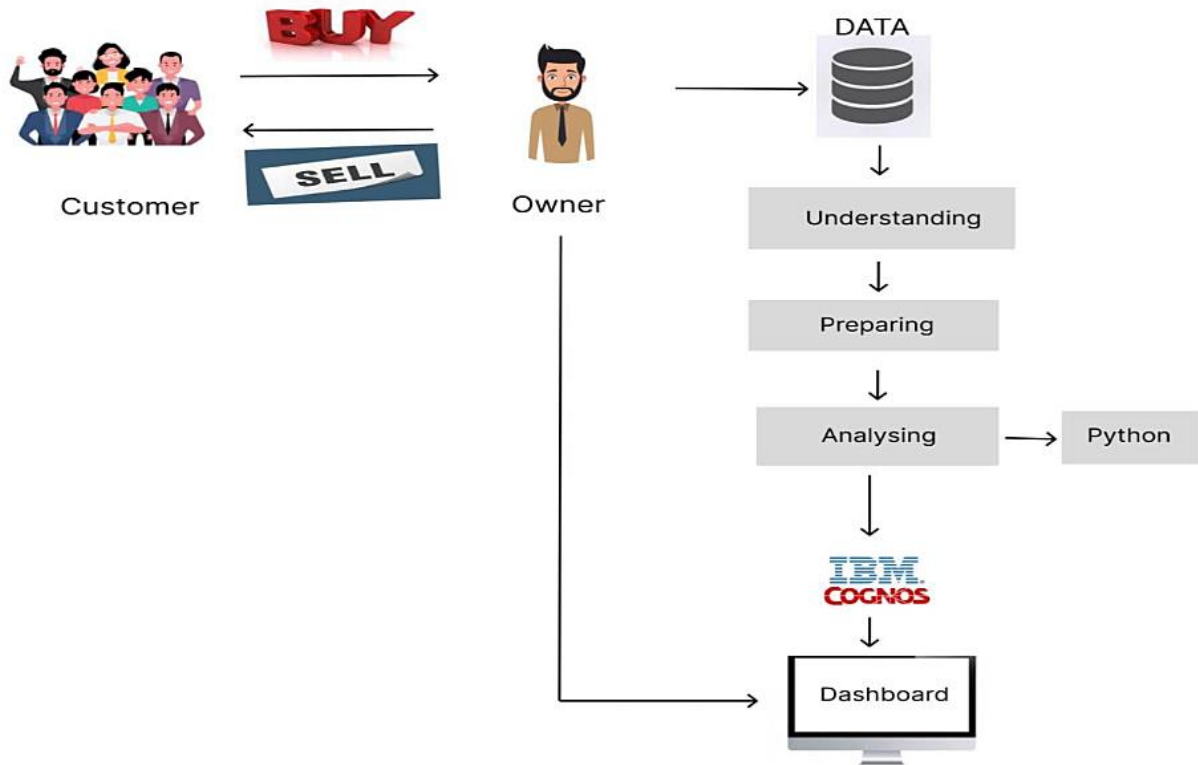 BUY
DATA
SELL
Customer
Owner
Understanding
Preparing
Analysing
Python
IBM.
COGNOS
Dashboard